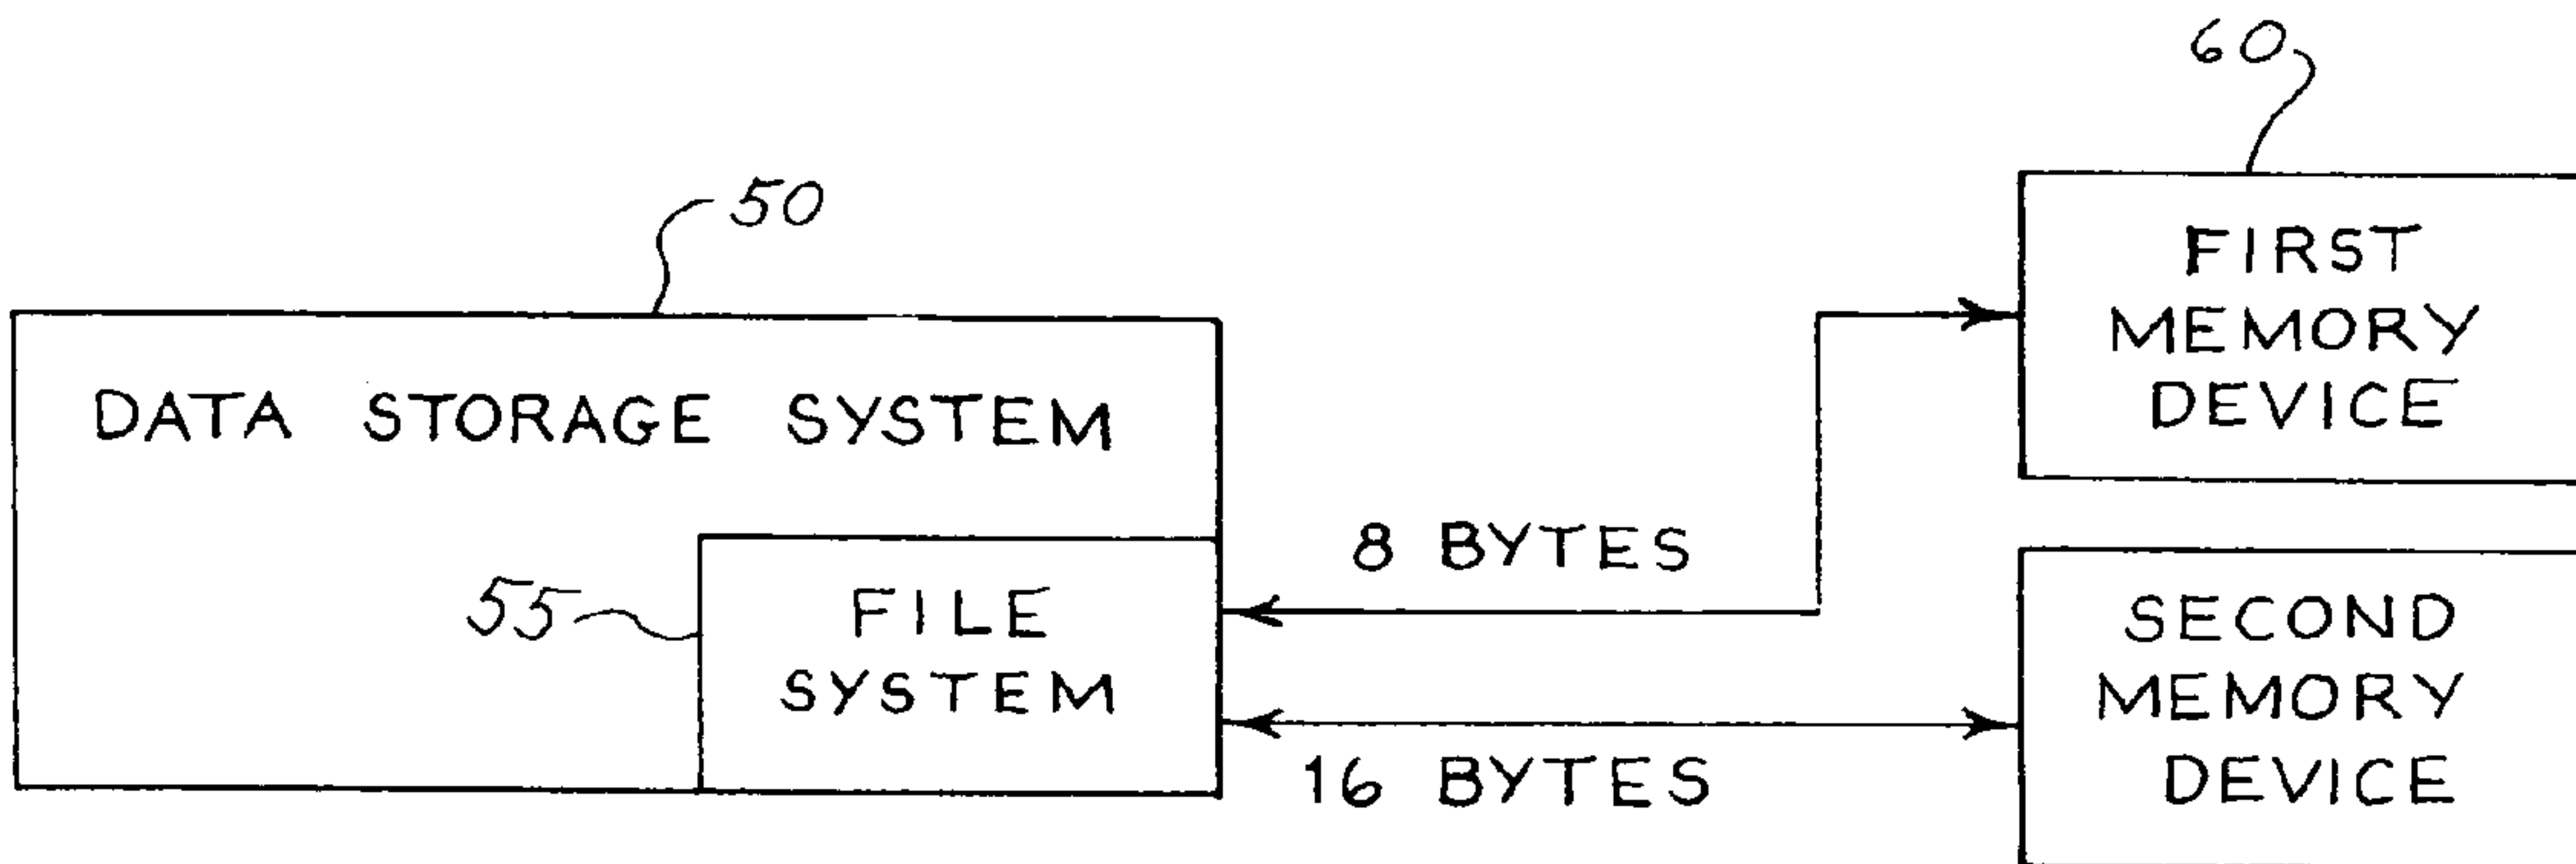 60
50
FIRST
MEMORY
DEVICE
DATA STORAGE SYSTEM
8 BYTES
55
FILE
SYSTEM
SECOND
MEMORY
DEVICE
16 BYTES